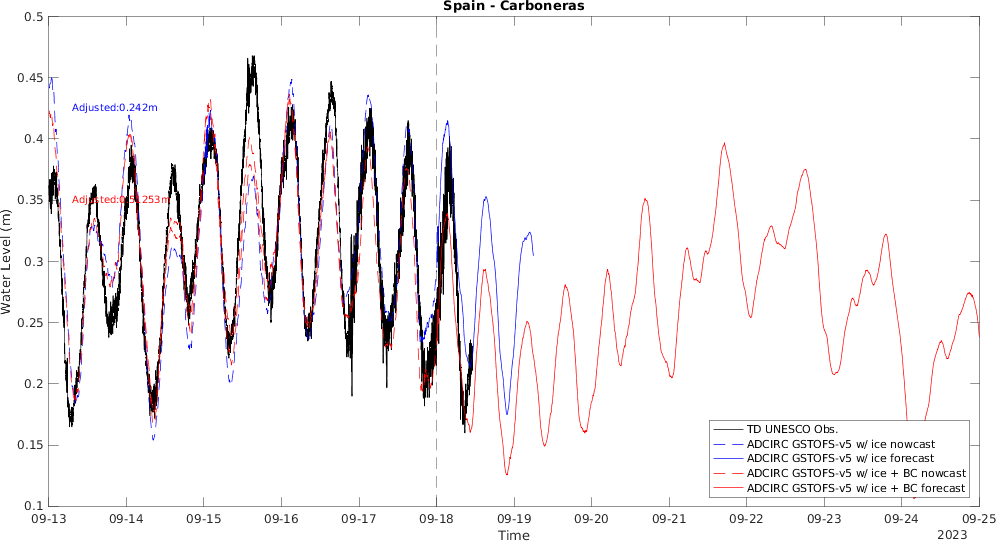 Spain - Carboneras
0.5
0.45
0.4
0.35
0.3
0.25
0.2
0.15
0.1
Water Level (m)
Adjusted:0.242m
TD UNESCO Obs.
ADCIRC GSTOFS-v5 w/ ice nowcast
ADCIRC GSTOFS-v5 w/ ice forecast
ADCIRC GSTOFS-v5 w/ ice + BC nowcast
ADCIRC GSTOFS-v5 w/ ice + BC forecast
09-13 09-14 09-15 09-16 09-17 09-18 09-19 09-20 09-21 09-22 09-23 09-24 09-25
Time
2023